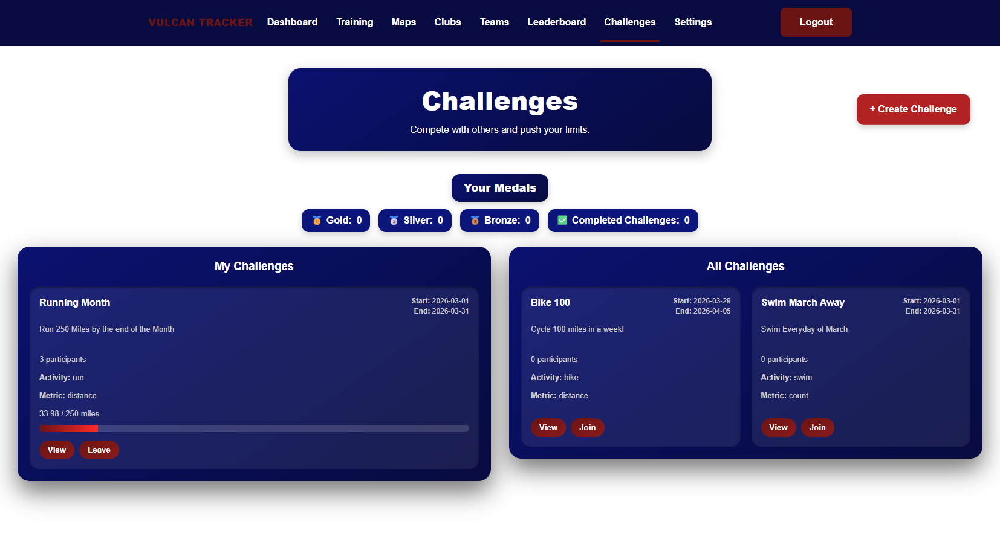 VULCAN TRACKER Dashboard Training Maps Clubs Teams Leaderboard Challenges Settings Logout
Challenges
Compete with others and push your limits.
+ Create Challenge
Your Medals
Gold: 0 Silver: 0 Bronze: 0 Completed Challenges: 0
My Challenges
Running Month
Start: 2026-03-01
End: 2026-03-31
Run 250 Miles by the end of the Month
3 participants
Activity: run
Metric: distance
33.98 / 250 miles
View Leave
All Challenges
Bike 100
Start: 2026-03-29
End: 2026-04-05
Cycle 100 miles in a week!
0 participants
Activity: bike
Metric: distance
View Join
Swim March Away
Start: 2026-03-01
End: 2026-03-31
Swim Everyday of March
0 participants
Activity: swim
Metric: count
View Join